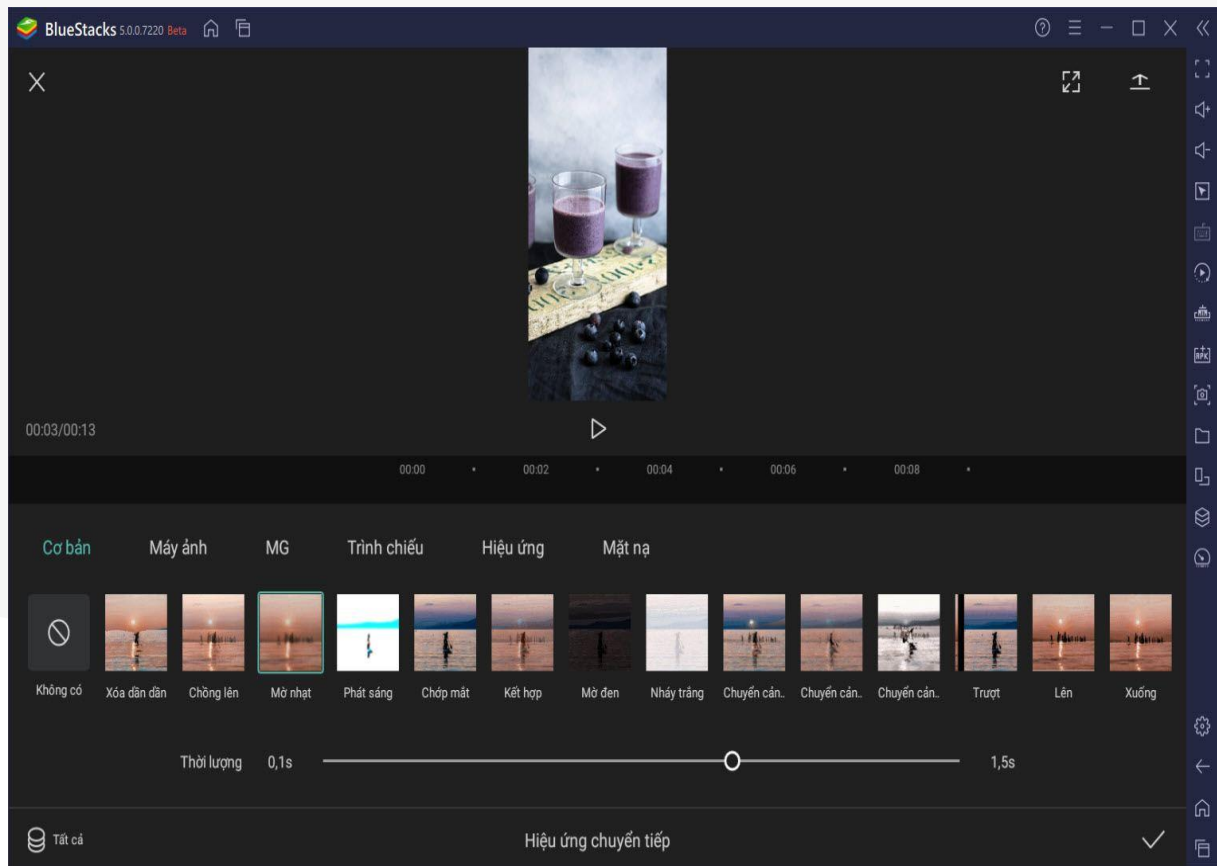 BlueStacks 5.0.0.7220 Beta
00:03/00:13
00:00 00:02 00:04 00:06 00:08
Cơ bản Máy ảnh MG Trình chiếu Hiệu ứng Mặt nạ
Không có Xóa dần dần Chồng lên Mờ nhạt Phát sáng Chớp mắt Kết hợp Mờ đen Nháy trắng Chuyển cản.. Chuyển cản.. Chuyển cản.. Trượt Lên Xuống
Thời lượng 0,1s 1,5s
Tất cả Hiệu ứng chuyển tiếp